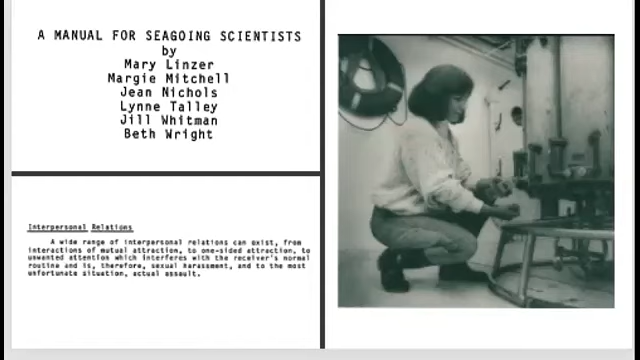 A MANUAL FOR SEAGOING SCIENTISTS
by
Mary Linzer
Margie Mitchell
Jean Nichols
Lynne Talley
Jill Whitman
Beth Wright
Interpersonal Relations
A wide range of interpersonal relations can exist, from
interactions of mutual attraction, to one-sided attraction, to
unwanted attention which interferes with the receiver's normal
routine and is, therefore, sexual harassment, and to the most
unfortunate situation, actual assault.